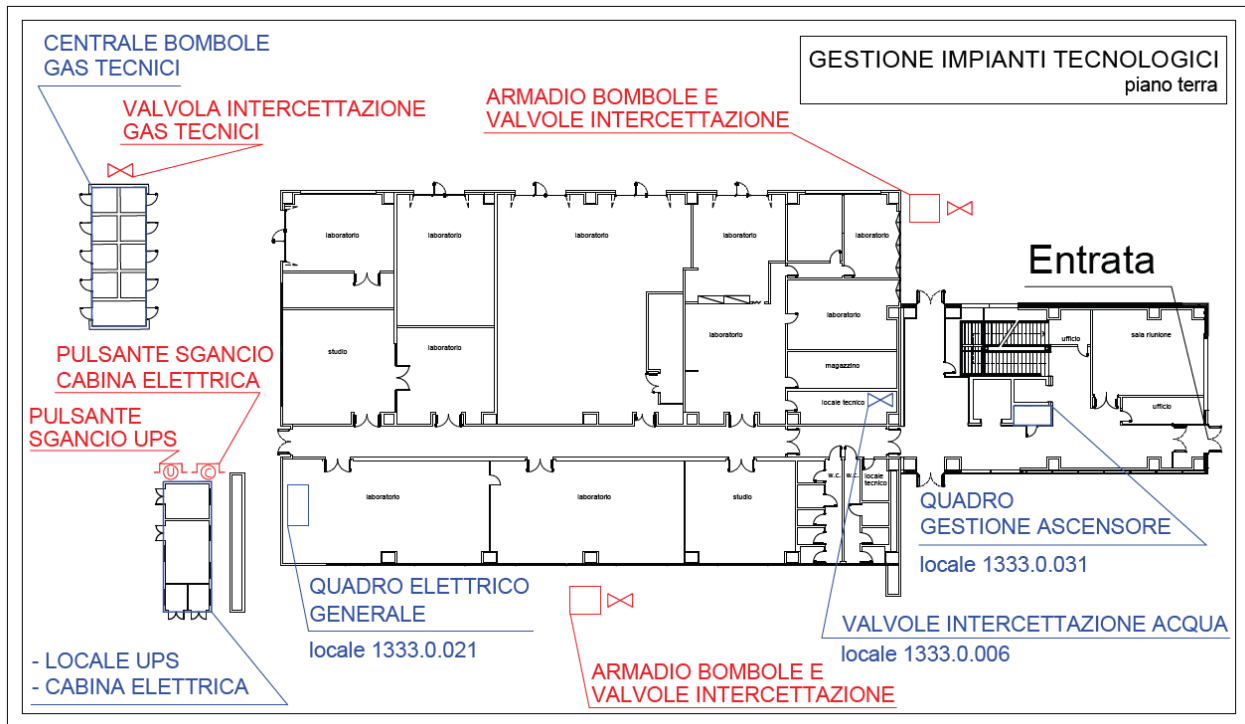 CENTRALE BOMBOLE
GAS TECNICI
VALVOLA INTERCETTAZIONE
GAS TECNICI
ARMADIO BOMBOLE E
VALVOLE INTERCETTAZIONE
GESTIONE IMPIANTI TECNOLOGICI
piano terra
laboratorio
laboratorio
laboratorio
laboratorio
laboratorio
Entrata
laboratorio
studio
laboratorio
laboratorio
magazzino
locale tecnico
ufficio
sala riunione
ufficio
PULSANTE SGANCIO
CABINA ELETTRICA
PULSANTE
SGANCIO UPS
U
C
laboratorio
laboratorio
studio
w.c.
w.c.
locale
tecnico
QUADRO
GESTIONE ASCENSORE
locale 1333.0.031
QUADRO ELETTRICO
GENERALE
locale 1333.0.021
VALVOLE INTERCETTAZIONE ACQUA
locale 1333.0.006
- LOCALE UPS
- CABINA ELETTRICA
ARMADIO BOMBOLE E
VALVOLE INTERCETTAZIONE